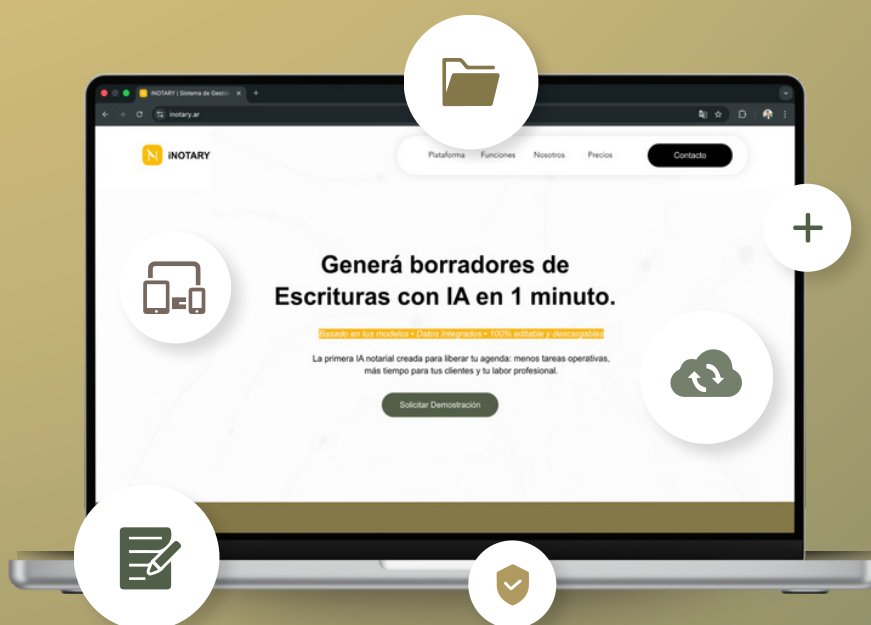 iNOTARY | Sistema de Gestió
inotary.ar
iNOTARY
Plataforma
Funciones
Nosotros
Precios
Contacto
Generá borradores de
Escrituras con IA en 1 minuto.
Basado en tus modelos • Datos Integrados • 100% editable y descargables
La primera IA notarial creada para liberar tu agenda: menos tareas operativas,
más tiempo para tus clientes y tu labor profesional.
Solicitar Demostración